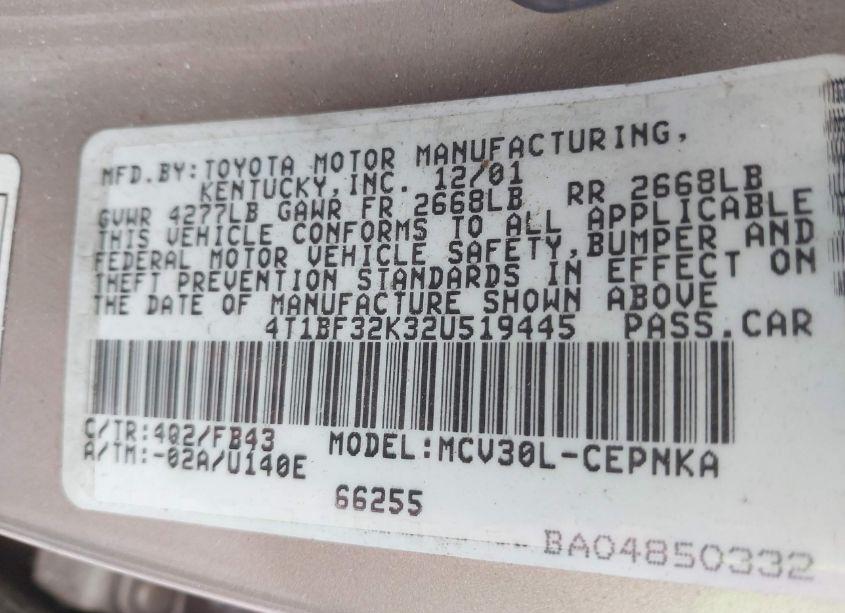 MFD.BY:TOYOTA MOTOR MANUFACTURING,
KENTUCKY,INC. 12/01
GVWR 4277LB GAWR FR 2668LB RR 2668LB
THIS VEHICLE CONFORMS TO ALL APPLICABLE
FEDERAL MOTOR VEHICLE SAFETY,BUMPER AND
THEFT PREVENTION STANDARDS IN EFFECT ON
THE DATE OF MANUFACTURE SHOWN ABOVE
4T1BF32K32U519445 PASS.CAR
C/TR:4Q2/FB43 MODEL:MCV30L-CEPNKA
A/TM:-02A/U140E
66255
BA04850332